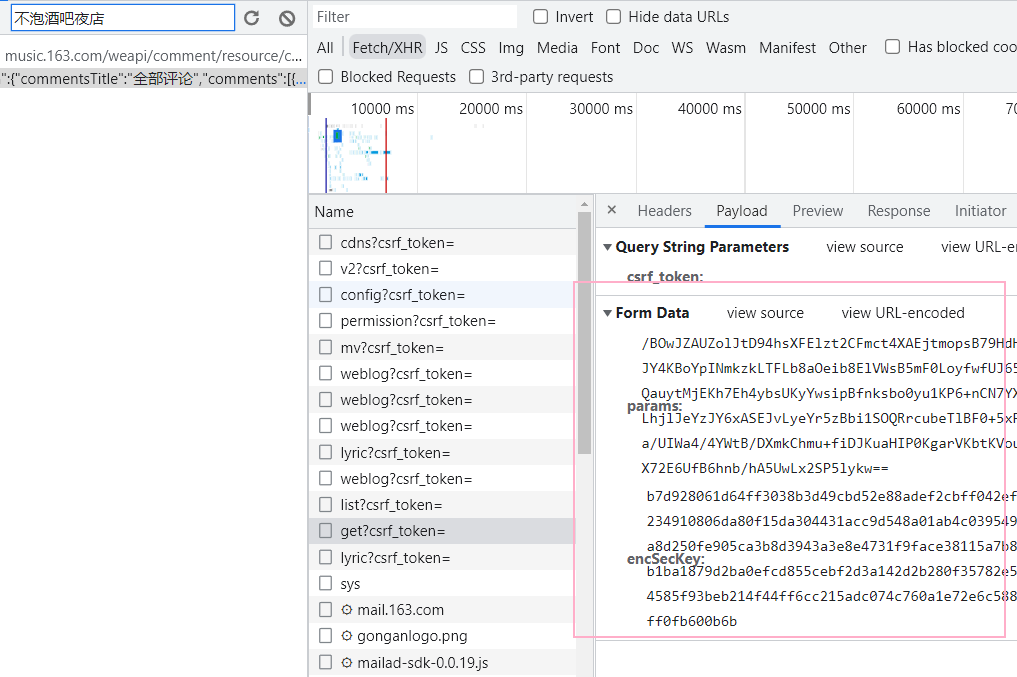 不泡酒吧夜店
music.163.com/weapi/comment/resource/c...
":{"commentsTitle":"全部评论","comments":[{...
Filter
Invert
Hide data URLs
All
Fetch/XHR
JS
CSS
Img
Media
Font
Doc
WS
Wasm
Manifest
Other
Has blocked coo
Blocked Requests
3rd-party requests
10000 ms
20000 ms
30000 ms
40000 ms
50000 ms
60000 ms
70
Name
cdns?csrf_token=
v2?csrf_token=
config?csrf_token=
permission?csrf_token=
mv?csrf_token=
weblog?csrf_token=
weblog?csrf_token=
weblog?csrf_token=
lyric?csrf_token=
weblog?csrf_token=
list?csrf_token=
get?csrf_token=
lyric?csrf_token=
sys
mail.163.com
gonganlogo.png
mailad-sdk-0.0.19.js
× Headers Payload Preview Response Initiator
Query String Parameters view source view URL-e
csrf_token:
Form Data view source view URL-encoded
params:
/BOwJZAUZolJtD94hsXFElzt2CFmct4XAEjtmopsB79HdH
JY4KBoYpINmkzkLTFLb8aOeib8ElVWsB5mF0LoyfwfUJ65
QauytMjEKh7Eh4ybsUKyYwsipBfnksbo0yu1KP6+nCN7YX
LhjlJeYzJY6xASEJvLyeYr5zBbi1SOQRrcubeTlBF0+5xR
a/UIWa4/4YWtB/DXmkChmu+fiDJKuaHIP0KgarVKbtKVou
X72E6UfB6hnb/hA5UwLx2SP5lykw==
encSecKey:
b7d928061d64ff3038b3d49cbd52e88adef2cbff042ef
234910806da80f15da304431acc9d548a01ab4c039549
a8d250fe905ca3b8d3943a3e8e4731f9face38115a7b8
b1ba1879d2ba0efcd855cebf2d3a142d2b280f35782e5
4585f93beb214f44ff6cc215adc074c760a1e72e6c588
ff0fb600b6b